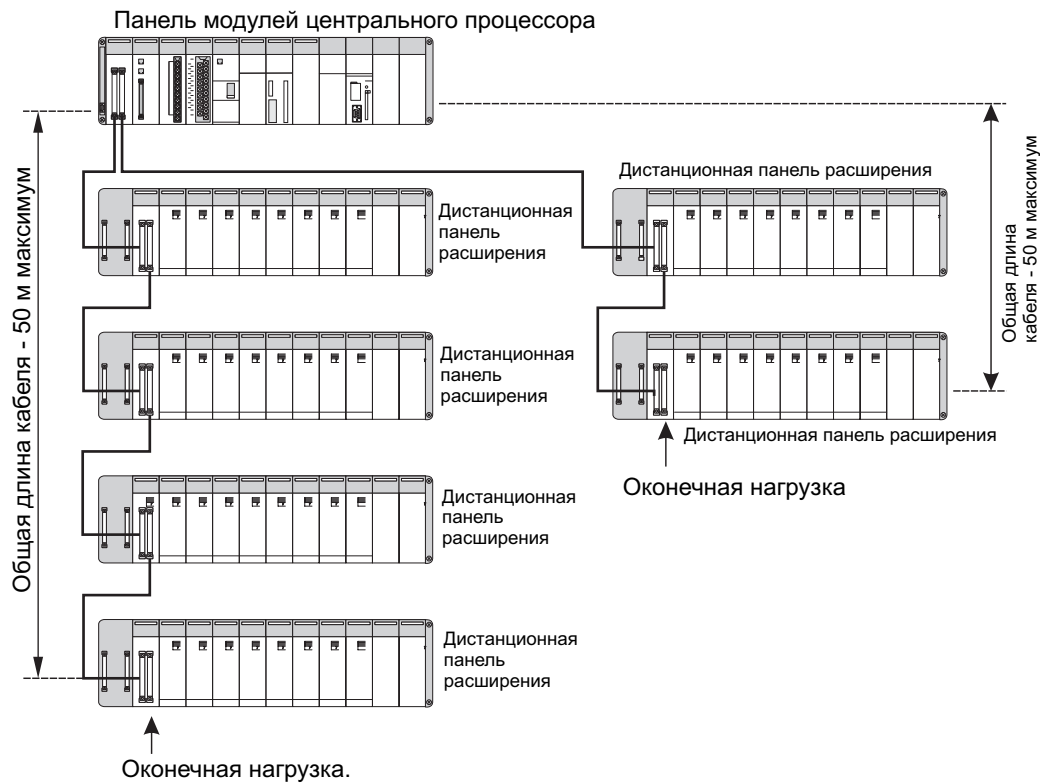 Панель модулей центрального процессора
Общая длина кабеля - 50 м максимум
Дистанционная
панель
расширения
Дистанционная панель расширения
Общая длина
кабеля - 50 м максимум
Дистанционная
панель
расширения
Дистанционная панель расширения
Оконечная нагрузка
Дистанционная
панель
расширения
Дистанционная
панель
расширения
Оконечная нагрузка.